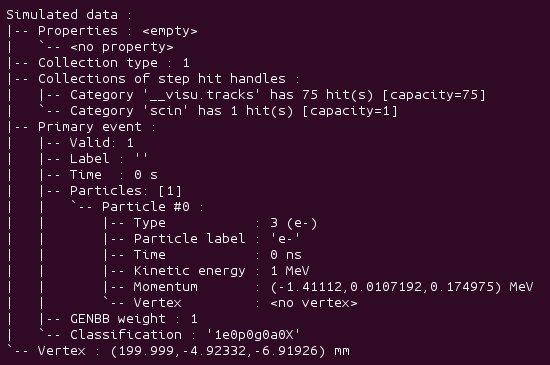 Simulated data :
|-- Properties : <empty>
|   `-- <no property>
|-- Collection type : 1
|-- Collections of step hit handles :
|   |-- Category '__visu.tracks' has 75 hit(s) [capacity=75]
|   `-- Category 'scin' has 1 hit(s) [capacity=1]
|-- Primary event :
|   |-- Valid: 1
|   |-- Label : ''
|   |-- Time  : 0 s
|   |-- Particles: [1]
|   |   `-- Particle #0 :
|   |       |-- Type           : 3 (e-)
|   |       |-- Particle label : 'e-'
|   |       |-- Time           : 0 ns
|   |       |-- Kinetic energy : 1 MeV
|   |       |-- Momentum       : (-1.41112,0.0107192,0.174975) MeV
|   |       `-- Vertex         : <no vertex>
|   |-- GENBB weight : 1
|   `-- Classification : '1e0p0g0a0X'
`-- Vertex : (199.999,-4.92332,-6.91926) mm